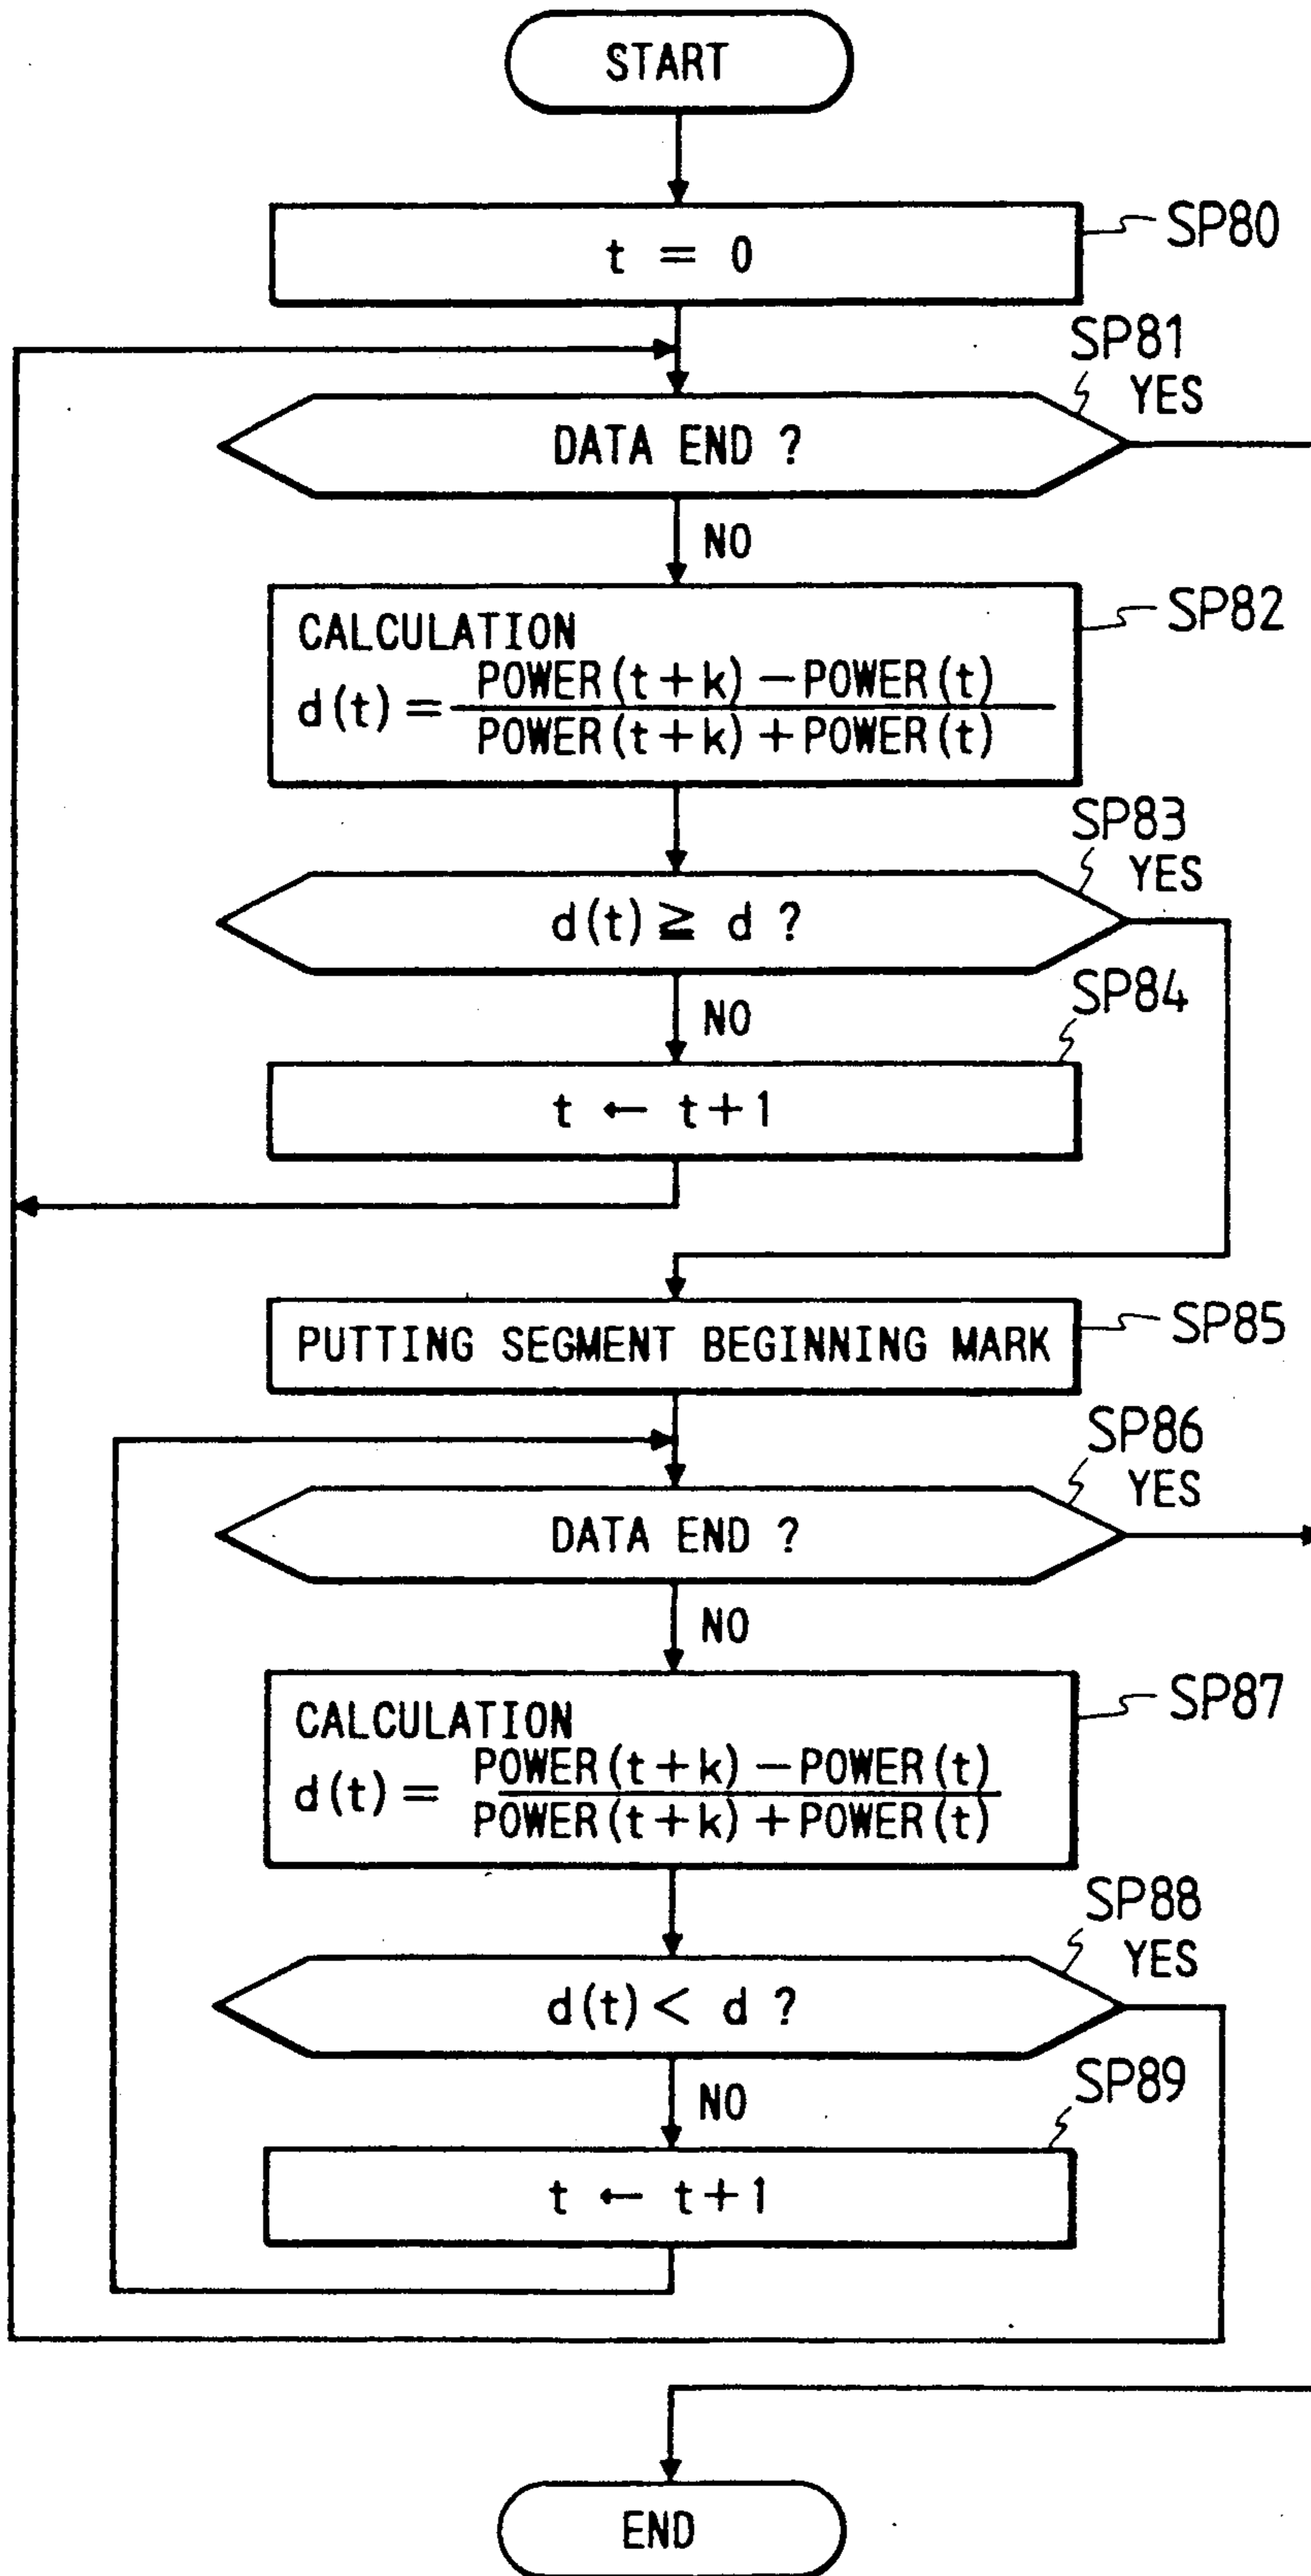 START
t = 0
SP80
SP81
YES
DATA END ?
NO
SP82
CALCULATION
d(t) = POWER(t+k) − POWER(t)
POWER(t+k) + POWER(t)
SP83
YES
d(t) ≧ d ?
NO
SP84
t ← t+1
PUTTING SEGMENT BEGINNING MARK
SP85
SP86
YES
DATA END ?
NO
SP87
CALCULATION
d(t) = POWER(t+k) − POWER(t)
POWER(t+k) + POWER(t)
SP88
YES
d(t) < d ?
NO
SP89
t ← t+1
END